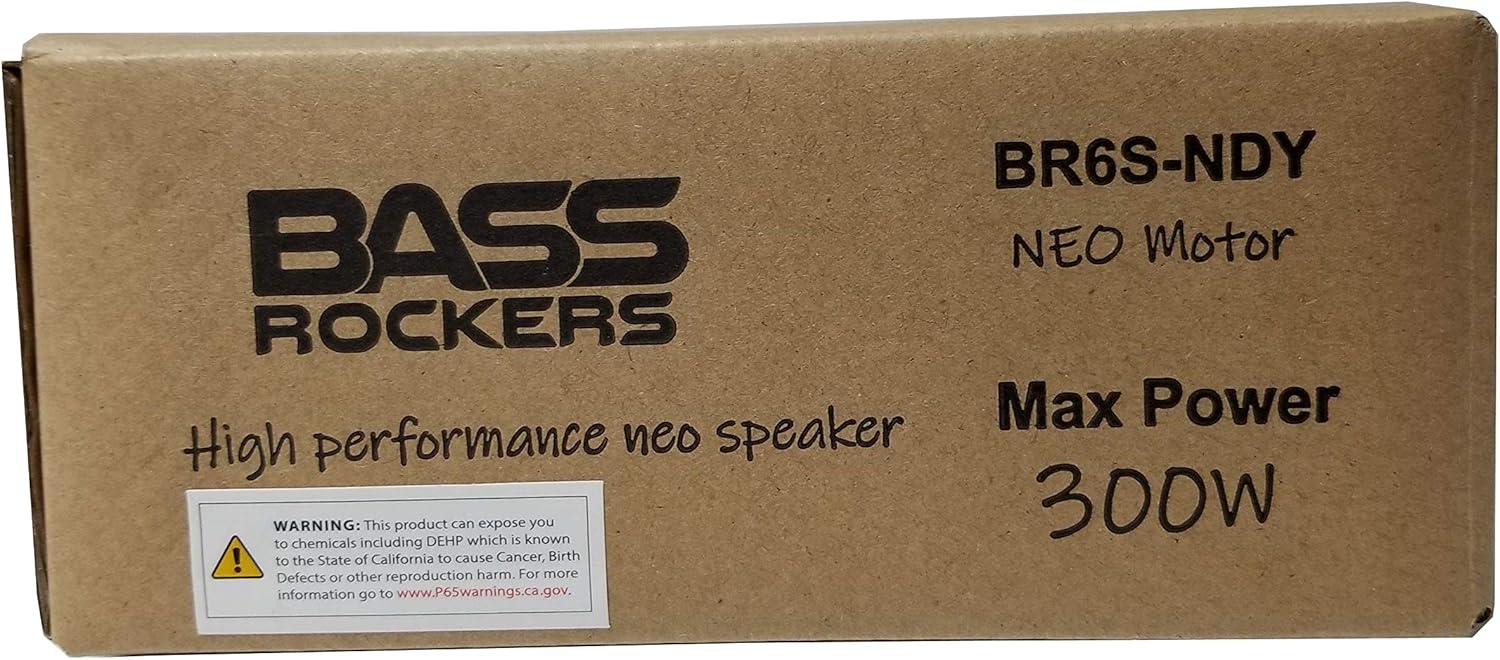 BASS
ROCKERS
High performance neo speaker
WARNING: This product can expose you
to chemicals including DEHP which is known
to the State of California to cause Cancer, Birth
Defects or other reproduction harm. For more
information go to www.P65warnings.ca.gov.
BR6S-NDY
NEO Motor
Max Power
300W